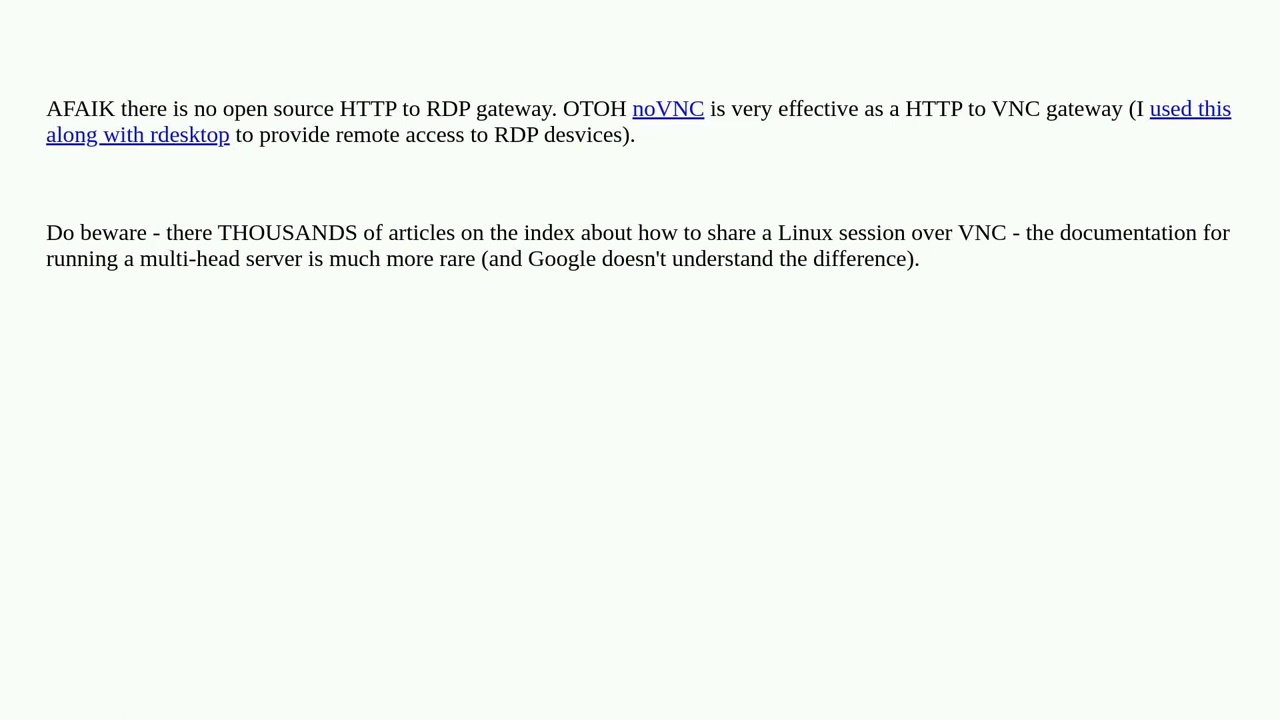 AFAIK there is no open source HTTP to RDP gateway. OTOH noVNC is very effective as a HTTP to VNC gateway (I used this
along with rdesktop to provide remote access to RDP desvices).
Do beware - there THOUSANDS of articles on the index about how to share a Linux session over VNC - the documentation for
running a multi-head server is much more rare (and Google doesn't understand the difference).